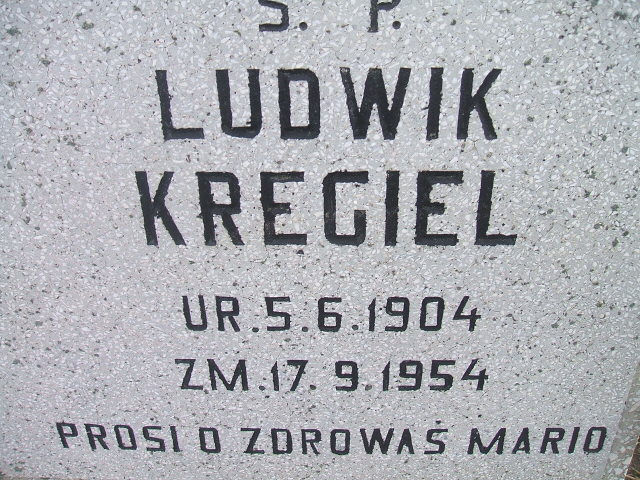 S. P.
LUDWIK
KREGIEL
UR. 5.6.1904
ZM. 17.9.1954
PROSI O ZDROWAŚ MARIO